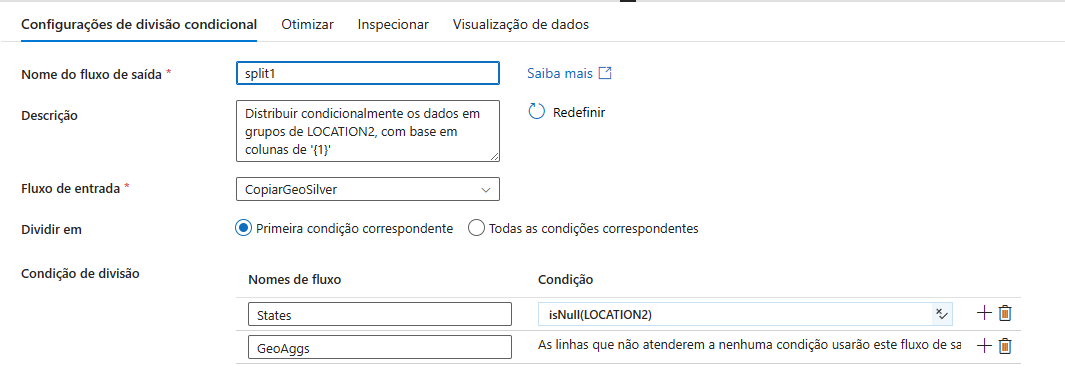 Configurações de divisão condicional Otimizar Inspecionar Visualização de dados
Nome do fluxo de saída * split1 Saiba mais
Descrição Distribuir condicionalmente os dados em
grupos de LOCATION2, com base em
colunas de '{1}'
Redefinir
Fluxo de entrada * CopiarGeoSilver
Dividir em Primeira condição correspondente Todas as condições correspondentes
Condição de divisão Nomes de fluxo Condição
States isNull(LOCATION2)
GeoAggs As linhas que não atenderem a nenhuma condição usarão este fluxo de sa